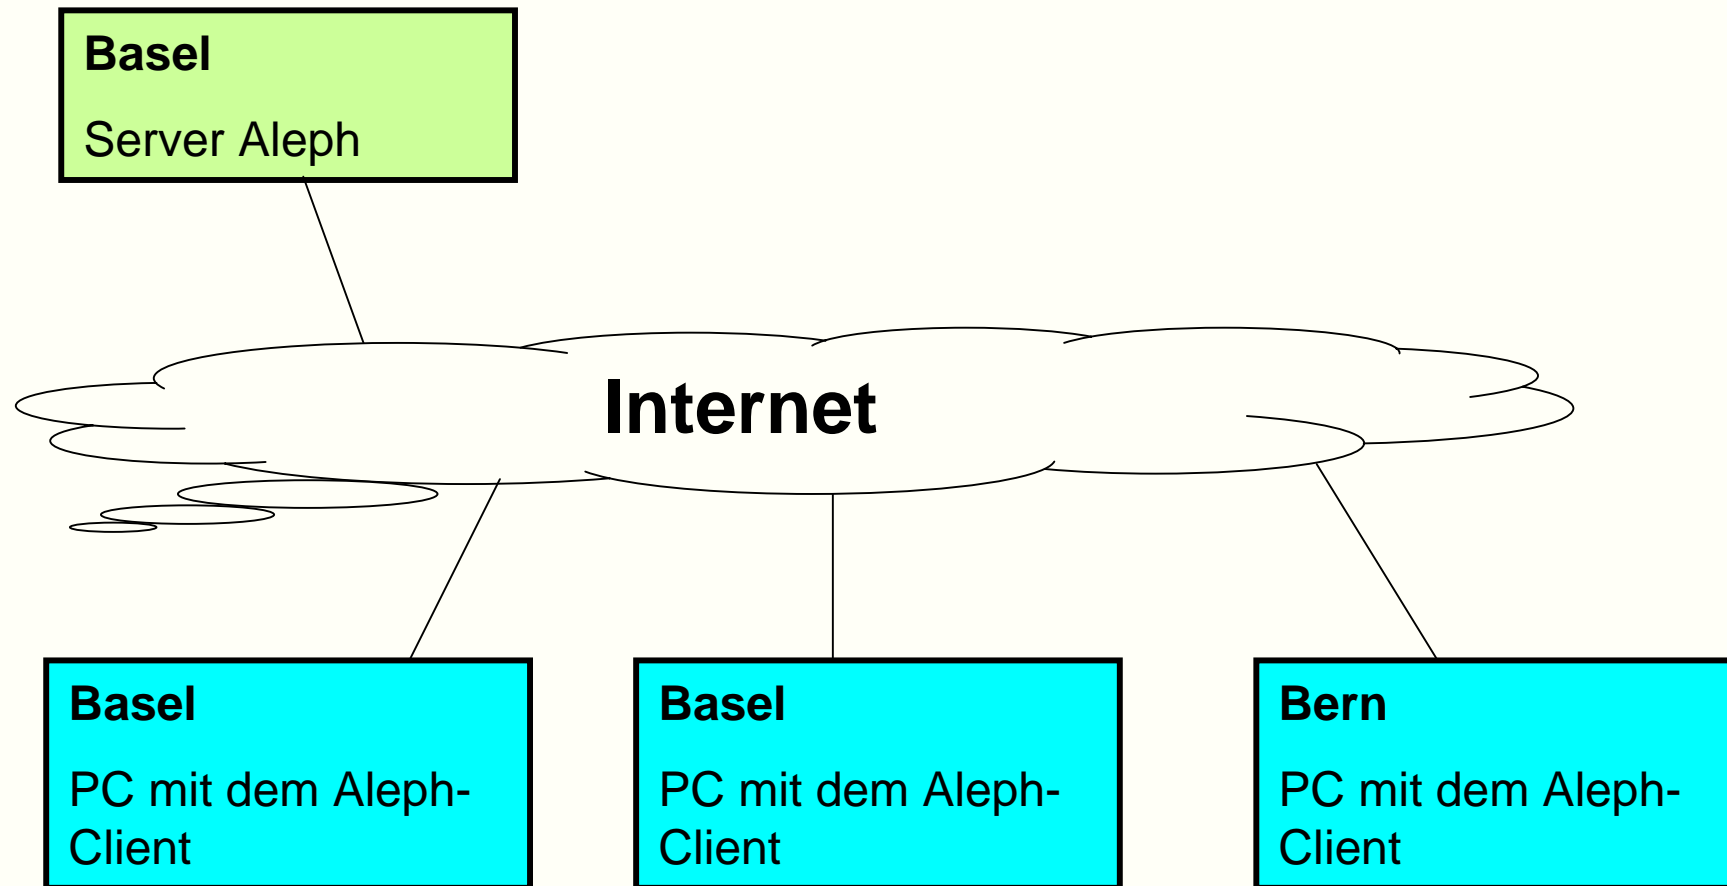 Basel
Server Aleph
Internet
Basel
PC mit dem Aleph-
Client
Basel
PC mit dem Aleph-
Client
Bern
PC mit dem Aleph-
Client